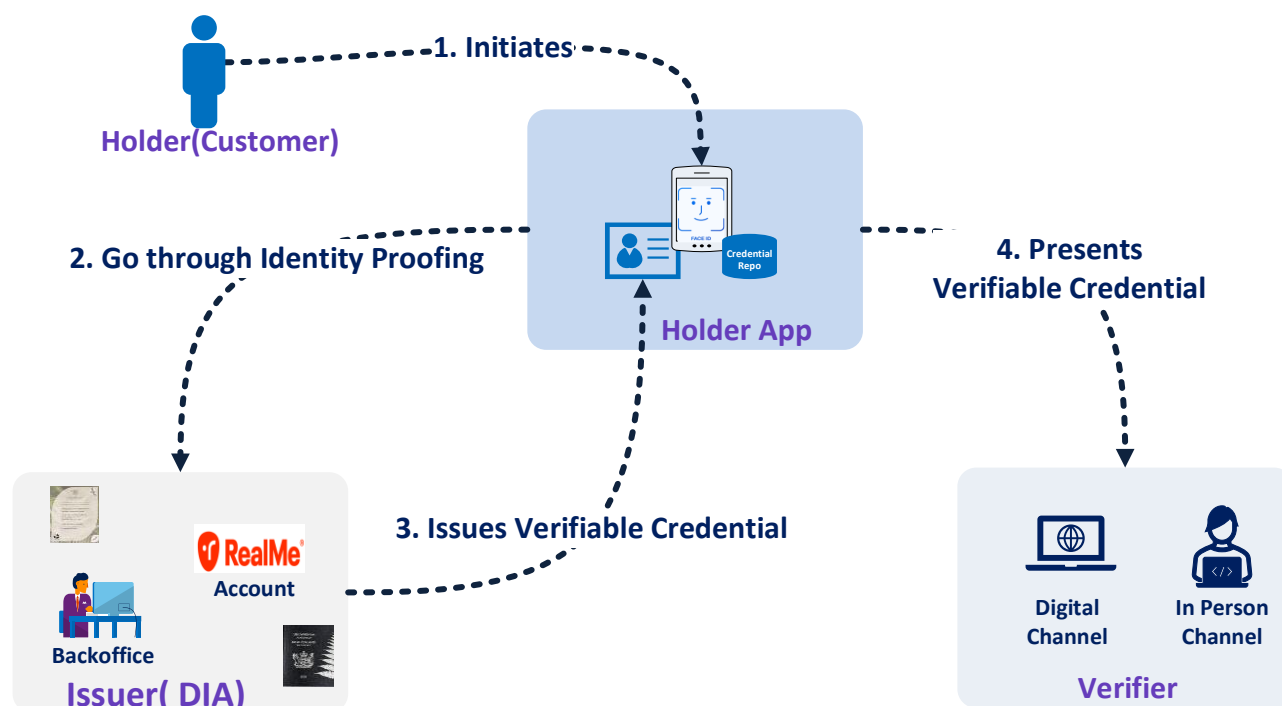 1. Initiates
Holder(Customer)
FACE ID
Credential
Repo
2. Go through Identity Proofing
4. Presents
Verifiable Credential
Holder App
3. Issues Verifiable Credential
RealMe
Account
Backoffice
Issuer( DIA)
</>
Digital
Channel
In Person
Channel
Verifier